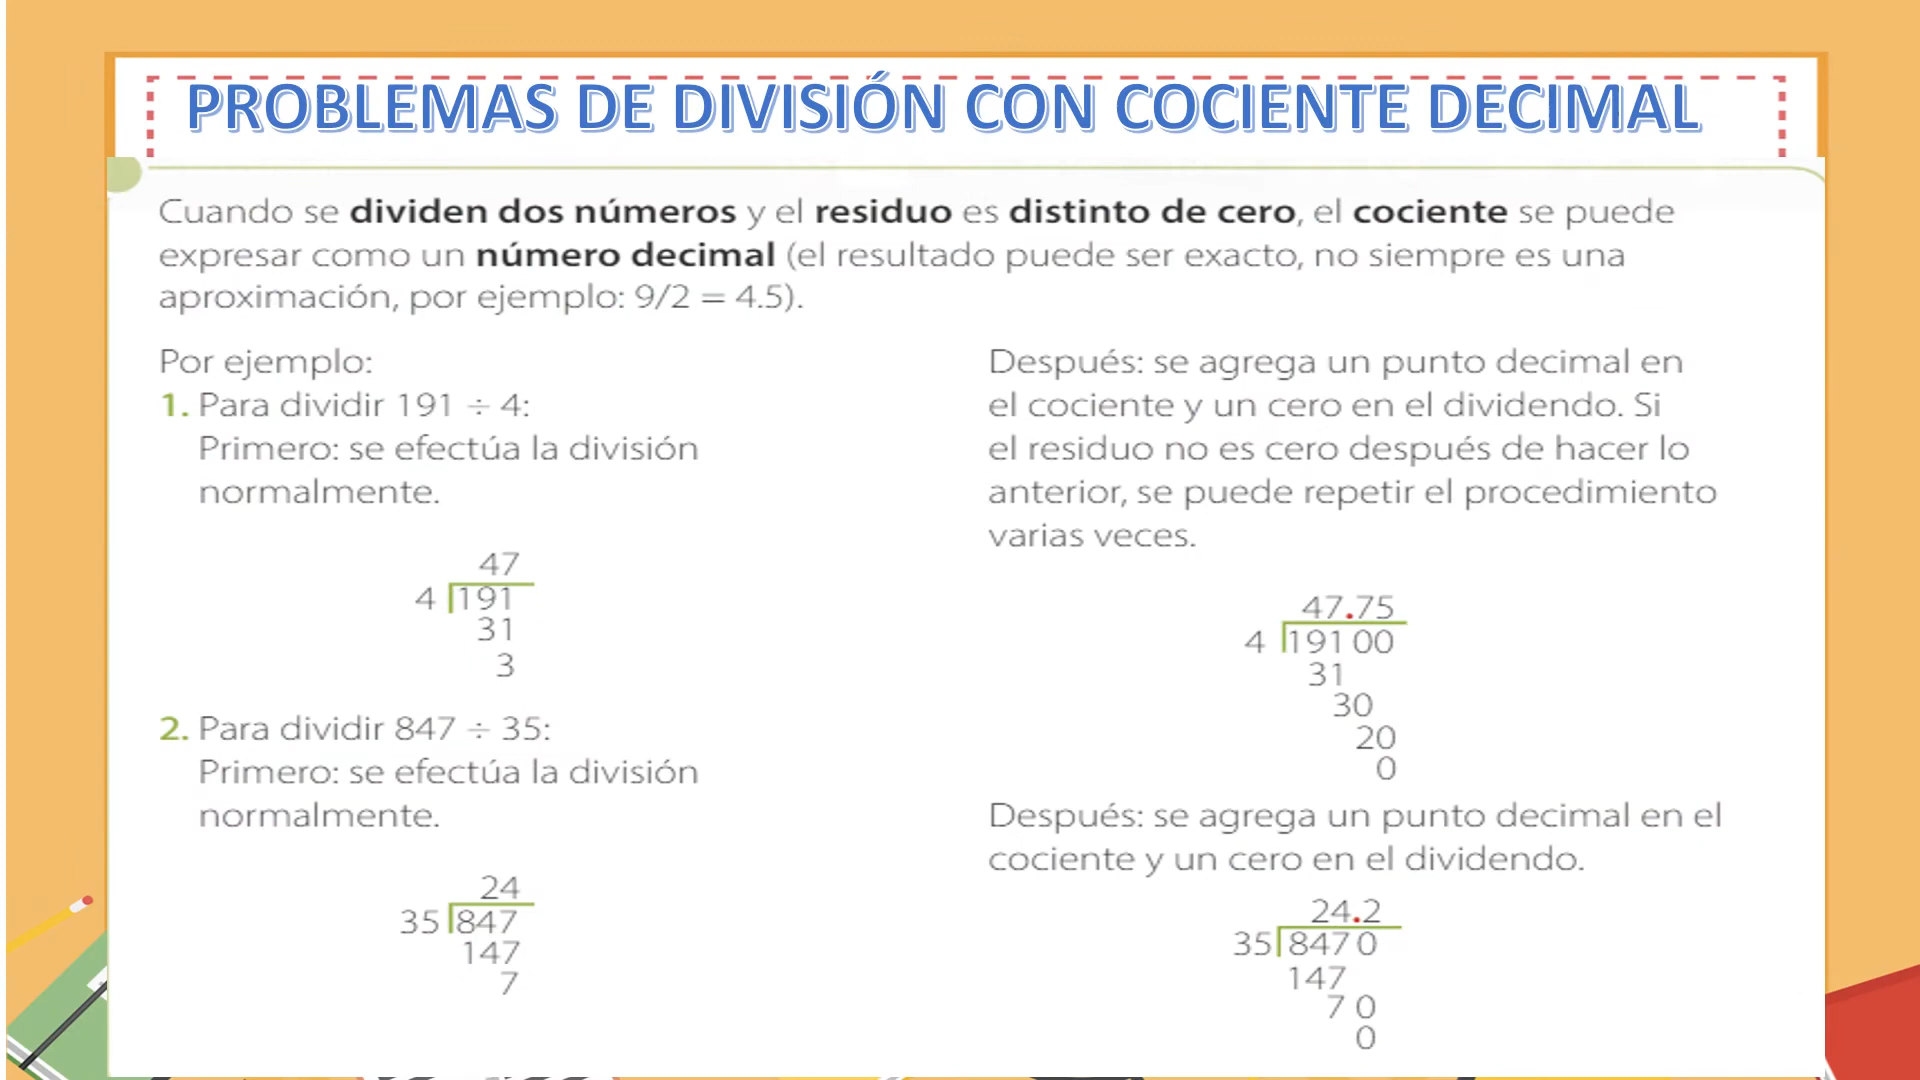 PROBLEMAS DE DIVISIÓN CON COCIENTE DECIMAL
Cuando se dividen dos números y el residuo es distinto de cero, el cociente se puede
expresar como un número decimal (el resultado puede ser exacto, no siempre es una
aproximación, por ejemplo: 9/2 = 4.5).
Por ejemplo:
1. Para dividir 191 ÷ 4:
Primero: se efectúa la división
normalmente.
47
4 191
31
3
2. Para dividir 847 ÷ 35:
Primero: se efectúa la división
normalmente.
24
35 847
147
7
Después: se agrega un punto decimal en
el cociente y un cero en el dividendo. Si
el residuo no es cero después de hacer lo
anterior, se puede repetir el procedimiento
varias veces.
47.75
4 191 00
31
30
20
0
Después: se agrega un punto decimal en el
cociente y un cero en el dividendo.
24.2
35 847 0
147
7 0
0